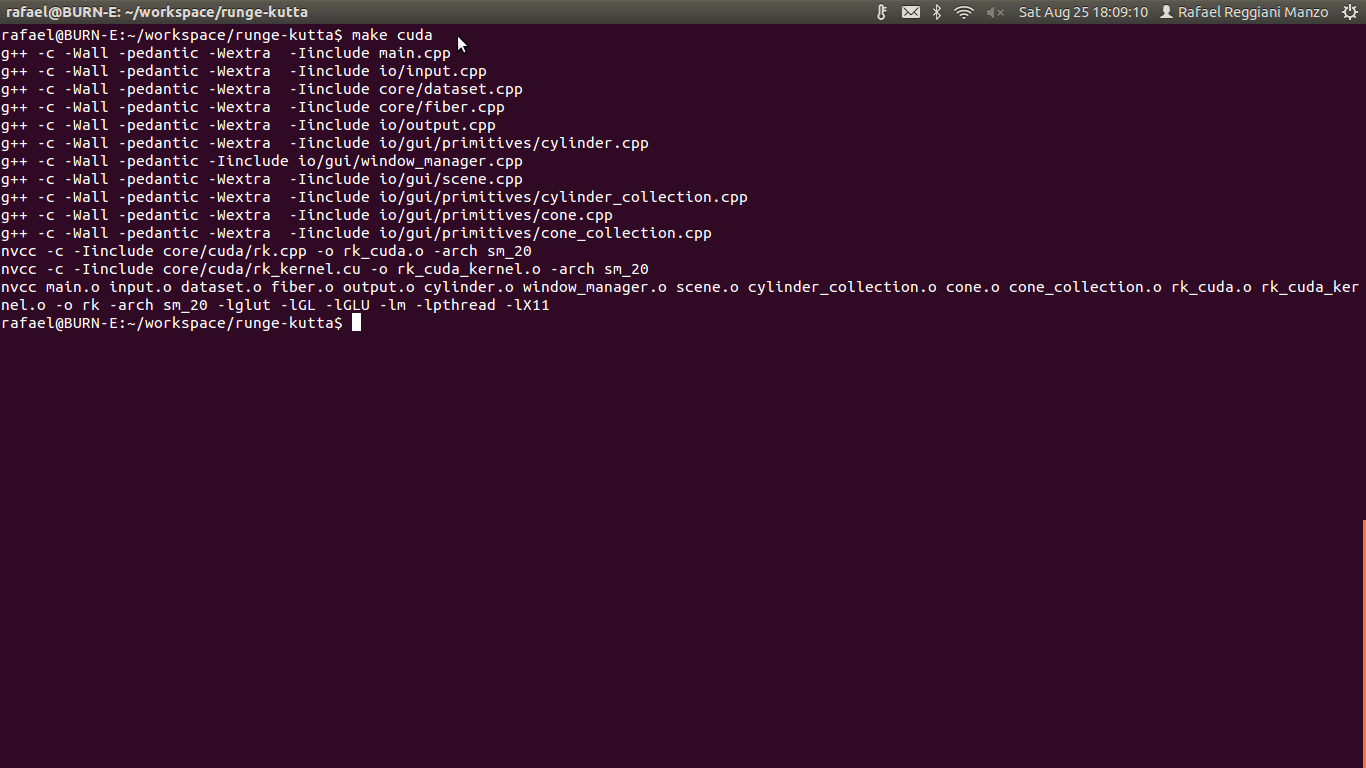 rafael@BURN-E: ~/workspace/runge-kutta Sat Aug 25 18:09:10 Rafael Reggiani Manzo
rafael@BURN-E:~/workspace/runge-kutta$ make cuda
g++ -c -Wall -pedantic -Wextra  -Iinclude main.cpp
g++ -c -Wall -pedantic -Wextra  -Iinclude io/input.cpp
g++ -c -Wall -pedantic -Wextra  -Iinclude core/dataset.cpp
g++ -c -Wall -pedantic -Wextra  -Iinclude core/fiber.cpp
g++ -c -Wall -pedantic -Wextra  -Iinclude io/output.cpp
g++ -c -Wall -pedantic -Wextra  -Iinclude io/gui/primitives/cylinder.cpp
g++ -c -Wall -pedantic -Iinclude io/gui/window_manager.cpp
g++ -c -Wall -pedantic -Wextra  -Iinclude io/gui/scene.cpp
g++ -c -Wall -pedantic -Wextra  -Iinclude io/gui/primitives/cylinder_collection.cpp
g++ -c -Wall -pedantic -Wextra  -Iinclude io/gui/primitives/cone.cpp
g++ -c -Wall -pedantic -Wextra  -Iinclude io/gui/primitives/cone_collection.cpp
nvcc -c -Iinclude core/cuda/rk.cpp -o rk_cuda.o -arch sm_20
nvcc -c -Iinclude core/cuda/rk_kernel.cu -o rk_cuda_kernel.o -arch sm_20
nvcc main.o input.o dataset.o fiber.o output.o cylinder.o window_manager.o scene.o cylinder_collection.o cone.o cone_collection.o rk_cuda.o rk_cuda_ker
nel.o -o rk -arch sm_20 -lglut -lGL -lGLU -lm -lpthread -lX11
rafael@BURN-E:~/workspace/runge-kutta$